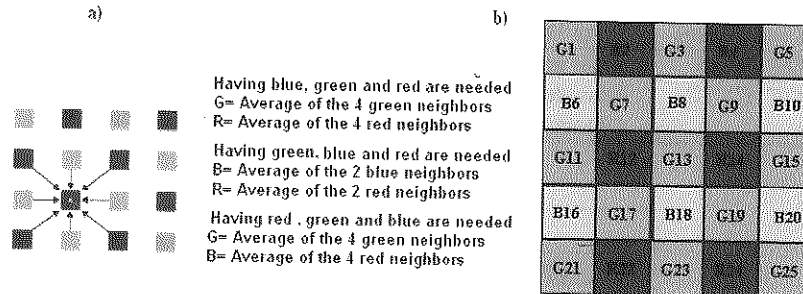 a)
b)
Having blue, green and red are needed
G= Average of the 4 green neighbors
R= Average of the 4 red neighbors
Having green, blue and red are needed
B= Average of the 2 blue neighbors
R= Average of the 2 red neighbors
Having red , green and blue are needed
G= Average of the 4 green neighbors
B= Average of the 4 red neighbors
G1 G3 G5
B6 G7 B8 G9 B10
G11 R12 G13 G15
B16 G17 B18 G19 B20
G21 G23 G25